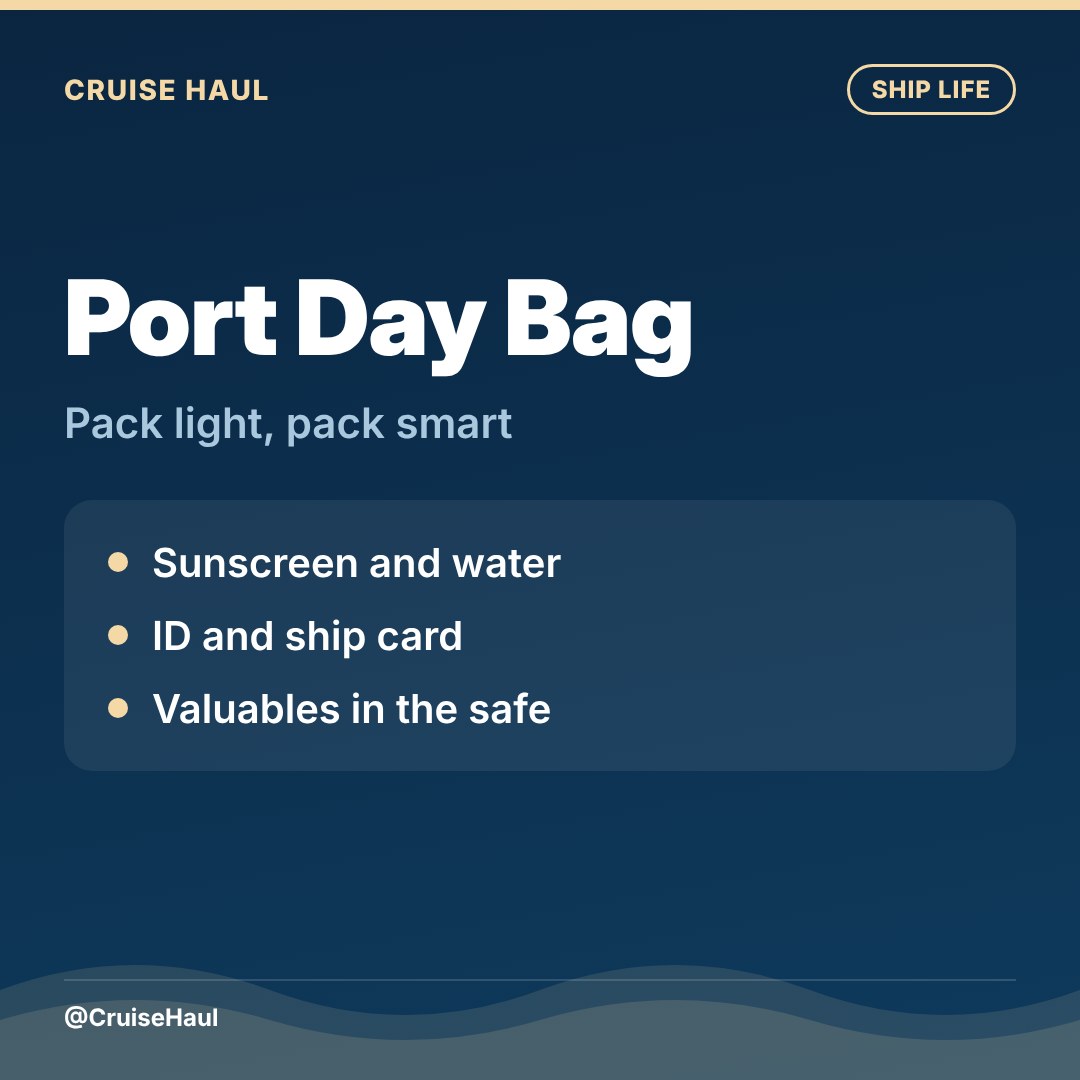 CRUISE HAUL
SHIP LIFE
Port Day Bag
Pack light, pack smart
Sunscreen and water
ID and ship card
Valuables in the safe
@CruiseHaul